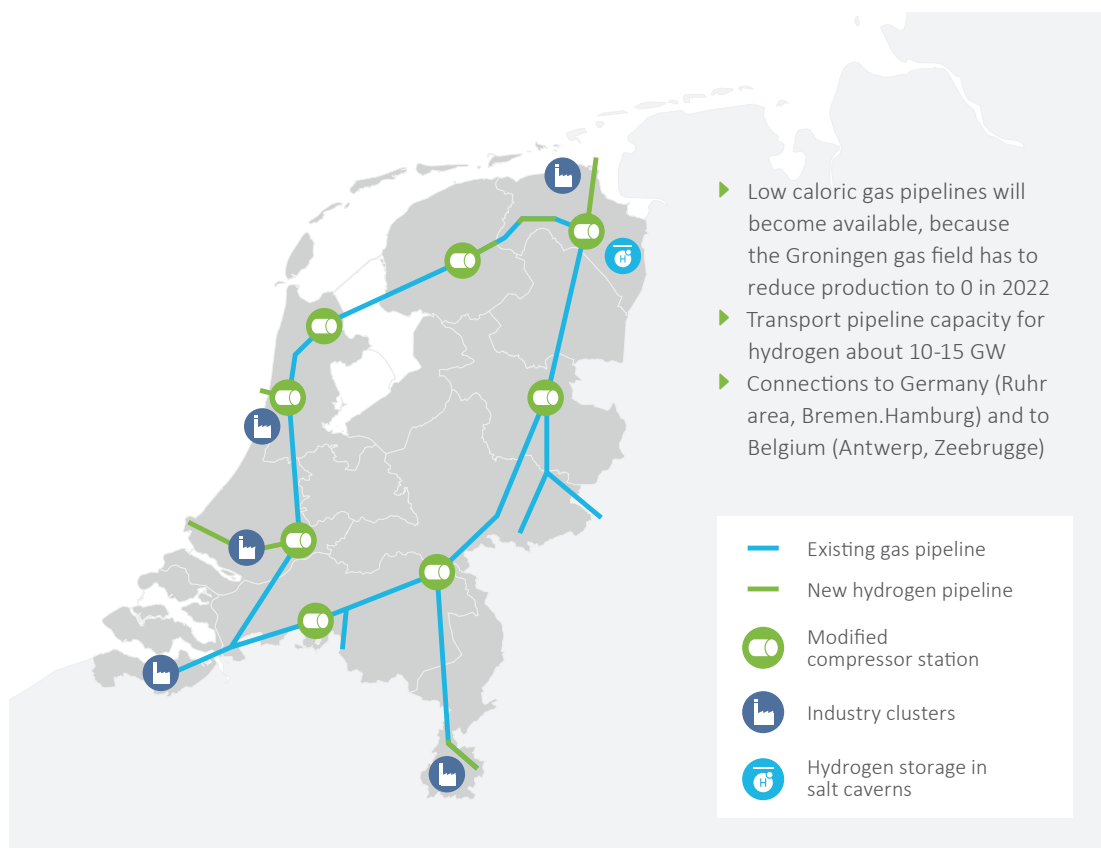 Low caloric gas pipelines will
become available, because
the Groningen gas field has to
reduce production to 0 in 2022
Transport pipeline capacity for
hydrogen about 10-15 GW
Connections to Germany (Ruhr
area, Bremen.Hamburg) and to
Belgium (Antwerp, Zeebrugge)
Existing gas pipeline
New hydrogen pipeline
Modified
compressor station
Industry clusters
Hydrogen storage in
salt caverns
H
H